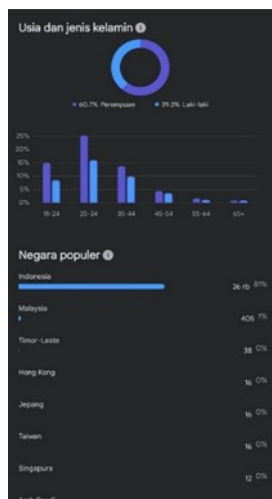 Usia dan jenis kelamin
60.7% Perempuan 39.3% Laki-laki
25%
20%
15%
10%
5%
0%
18-24 25-34 35-44 45-54 55-64 65+
Negara populer
Indonesia
26 rb 81%
Malaysia
405 1%
Timor-Leste
38 0%
Hong Kong
16 0%
Jepang
16 0%
Taiwan
16 0%
Singapura
12 0%